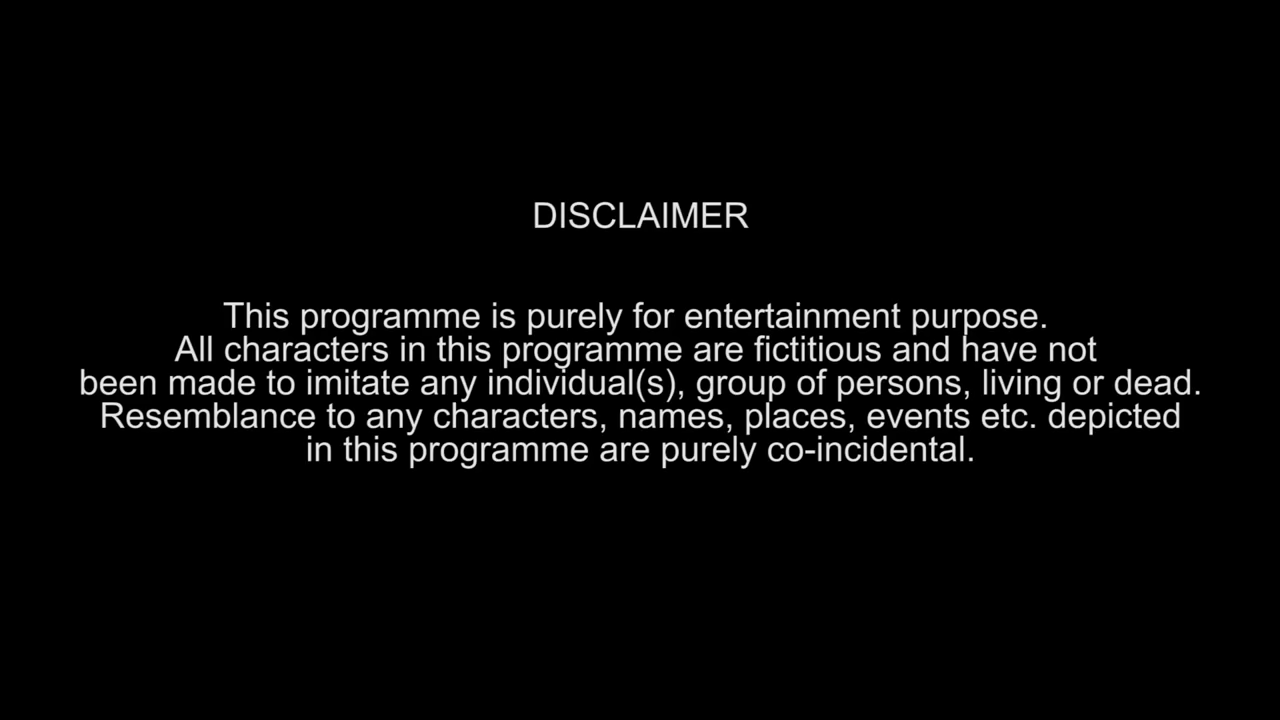 DISCLAIMER
This programme is purely for entertainment purpose.
All characters in this programme are fictitious and have not
been made to imitate any individual(s), group of persons, living or dead.
Resemblance to any characters, names, places, events etc. depicted
in this programme are purely co-incidental.